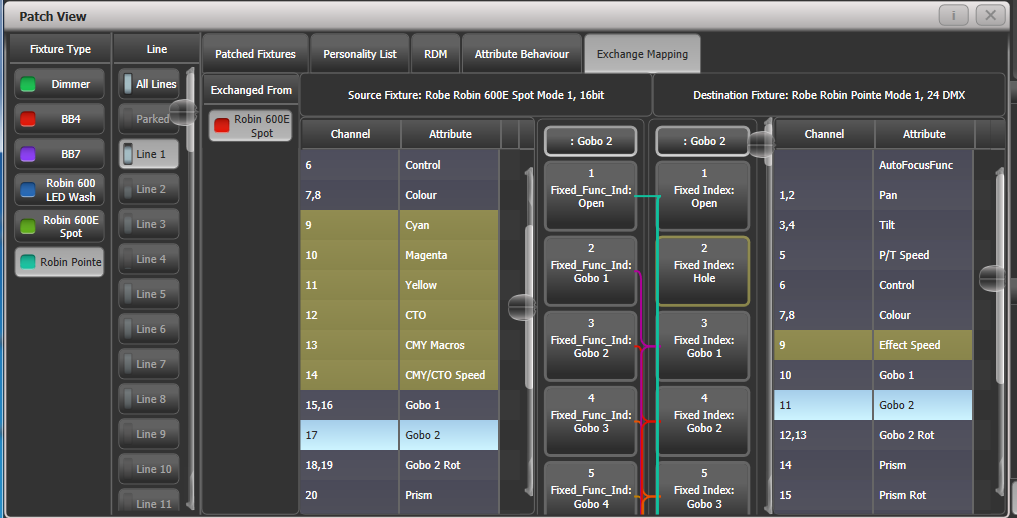 Patch View
i
Fixture Type
Line
Patched Fixtures
Personality List
RDM
Attribute Behaviour
Exchange Mapping
Dimmer
BB4
BB7
Robin 600
LED Wash
Robin 600E
Spot
Robin Pointe
All Lines
Parked
Line 1
Line 2
Line 3
Line 4
Line 5
Line 6
Line 7
Line 8
Line 9
Line 10
Line 11
Exchanged From
Robin 600E
Spot
Source Fixture: Robe Robin 600E Spot Mode 1, 16bit
Destination Fixture: Robe Robin Pointe Mode 1, 24 DMX
Channel Attribute
6 Control
7,8 Colour
9 Cyan
10 Magenta
11 Yellow
12 CTO
13 CMY Macros
14 CMY/CTO Speed
15,16 Gobo 1
17 Gobo 2
18,19 Gobo 2 Rot
20 Prism
: Gobo 2
1
Fixed_Func_Ind:
Open
2
Fixed_Func_Ind:
Gobo 1
3
Fixed_Func_Ind:
Gobo 2
4
Fixed_Func_Ind:
Gobo 3
5
Fixed_Func_Ind:
Gobo 4
: Gobo 2
1
Fixed Index:
Open
2
Fixed Index:
Hole
3
Fixed Index:
Gobo 1
4
Fixed Index:
Gobo 2
5
Fixed Index:
Gobo 3
Channel Attribute
AutoFocusFunc
1,2 Pan
3,4 Tilt
5 P/T Speed
6 Control
7,8 Colour
9 Effect Speed
10 Gobo 1
11 Gobo 2
12,13 Gobo 2 Rot
14 Prism
15 Prism Rot